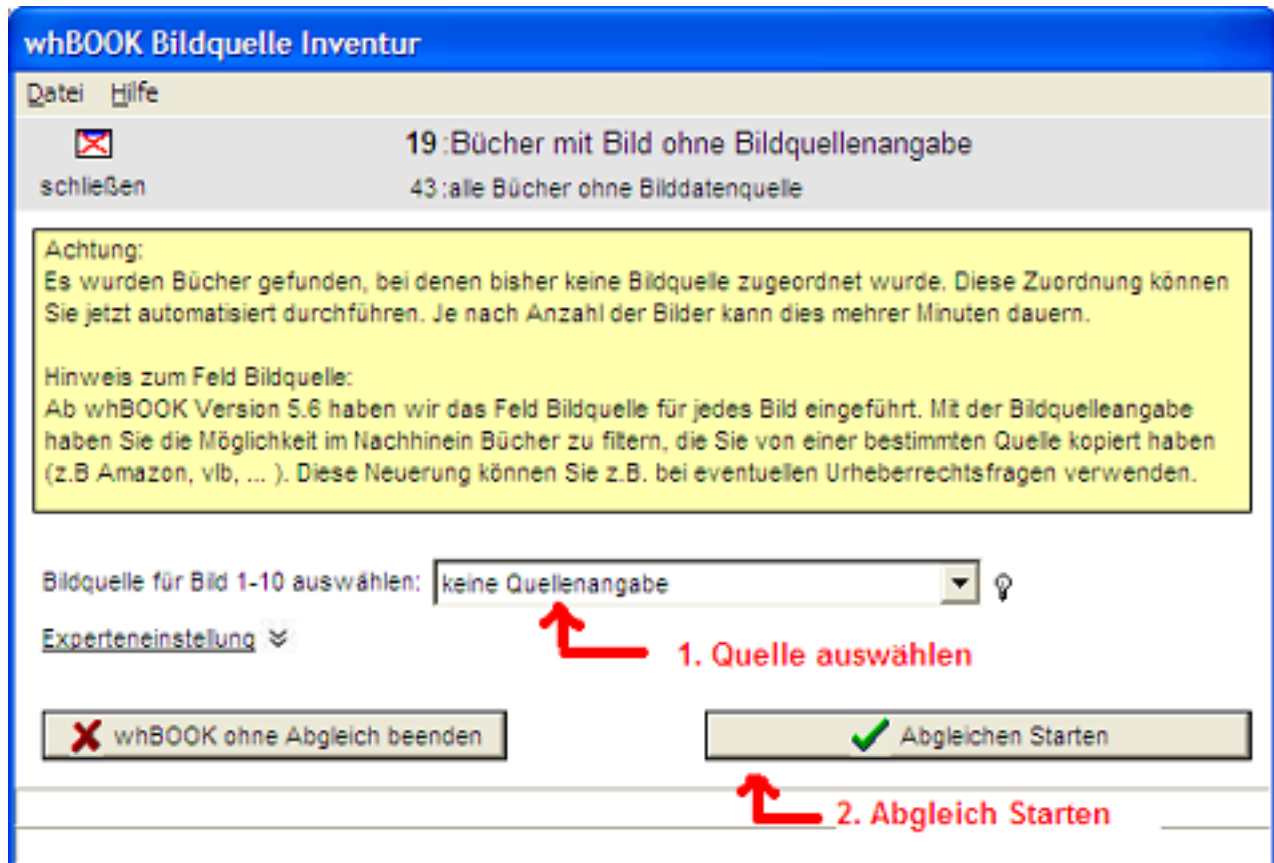 whBOOK Bildquelle Inventur
Datei Hilfe
19 :Bücher mit Bild ohne Bildquellenangabe
schließen
43 :alle Bücher ohne Bilddatenquelle
Achtung:
Es wurden Bücher gefunden, bei denen bisher keine Bildquelle zugeordnet wurde. Diese Zuordnung können
Sie jetzt automatisiert durchführen. Je nach Anzahl der Bilder kann dies mehrer Minuten dauern.
Hinweis zum Feld Bildquelle:
Ab whBOOK Version 5.6 haben wir das Feld Bildquelle für jedes Bild eingeführt. Mit der Bildquelleangabe
haben Sie die Möglichkeit im Nachhinein Bücher zu filtern, die Sie von einer bestimmten Quelle kopiert haben
(z.B Amazon, vlb, ... ). Diese Neuerung können Sie z.B. bei eventuellen Urheberrechtsfragen verwenden.
Bildquelle für Bild 1-10 auswählen: keine Quellenangabe
Experteneinstellung
1. Quelle auswählen
whBOOK ohne Abgleich beenden
Abgleichen Starten
2. Abgleich Starten